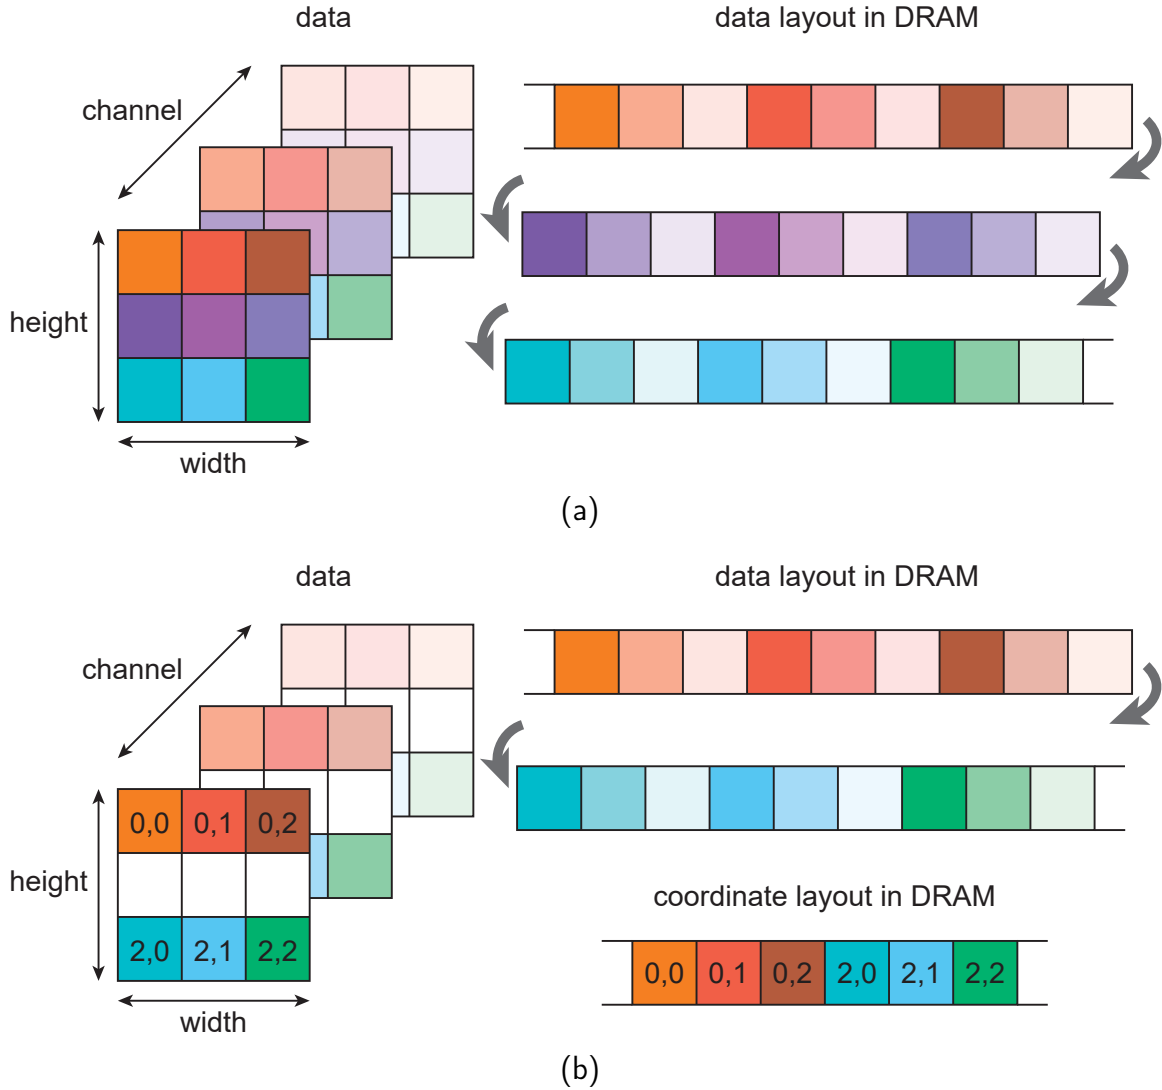 data
data layout in DRAM
channel
height
width
(a)
data
data layout in DRAM
channel
height
0,0 0,1 0,2
2,0 2,1 2,2
width
coordinate layout in DRAM
0,0 0,1 0,2 2,0 2,1 2,2
(b)